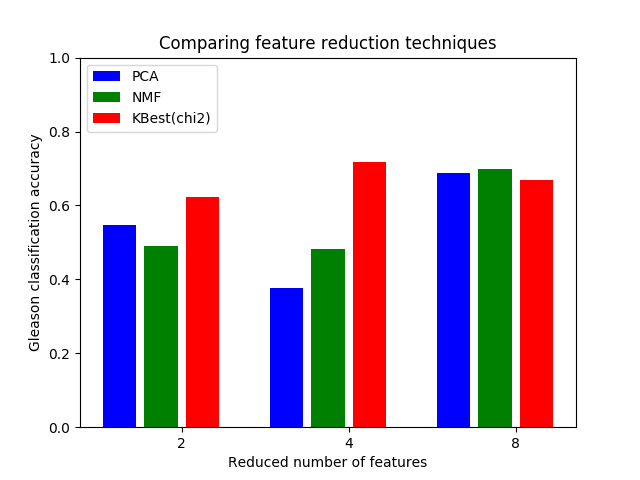 Comparing feature reduction techniques
PCA
NMF
KBest(chi2)
Gleason classification accuracy
1.0
0.8
0.6
0.4
0.2
0.0
2 4 8
Reduced number of features